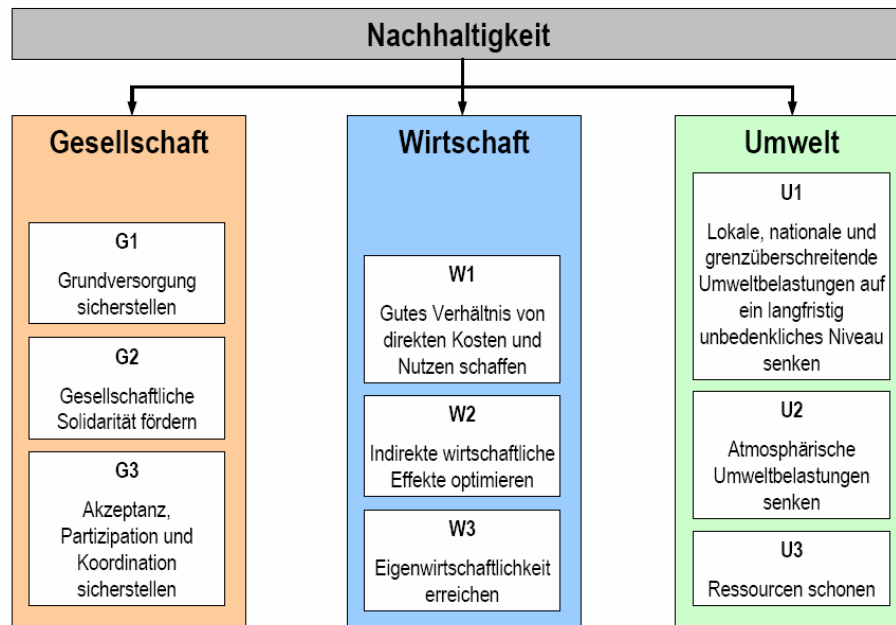 Nachhaltigkeit
Gesellschaft
G1
Grundversorgung
sicherstellen
G2
Gesellschaftliche
Solidarität fördern
G3
Akzeptanz,
Partizipation und
Koordination
sicherstellen
Wirtschaft
W1
Gutes Verhältnis von
direkten Kosten und
Nutzen schaffen
W2
Indirekte wirtschaftliche
Effekte optimieren
W3
Eigenwirtschaftlichkeit
erreichen
Umwelt
U1
Lokale, nationale und
grenzüberschreitende
Umweltbelastungen auf
ein langfristig
unbedenkliches Niveau
senken
U2
Atmosphärische
Umweltbelastungen
senken
U3
Ressourcen schonen